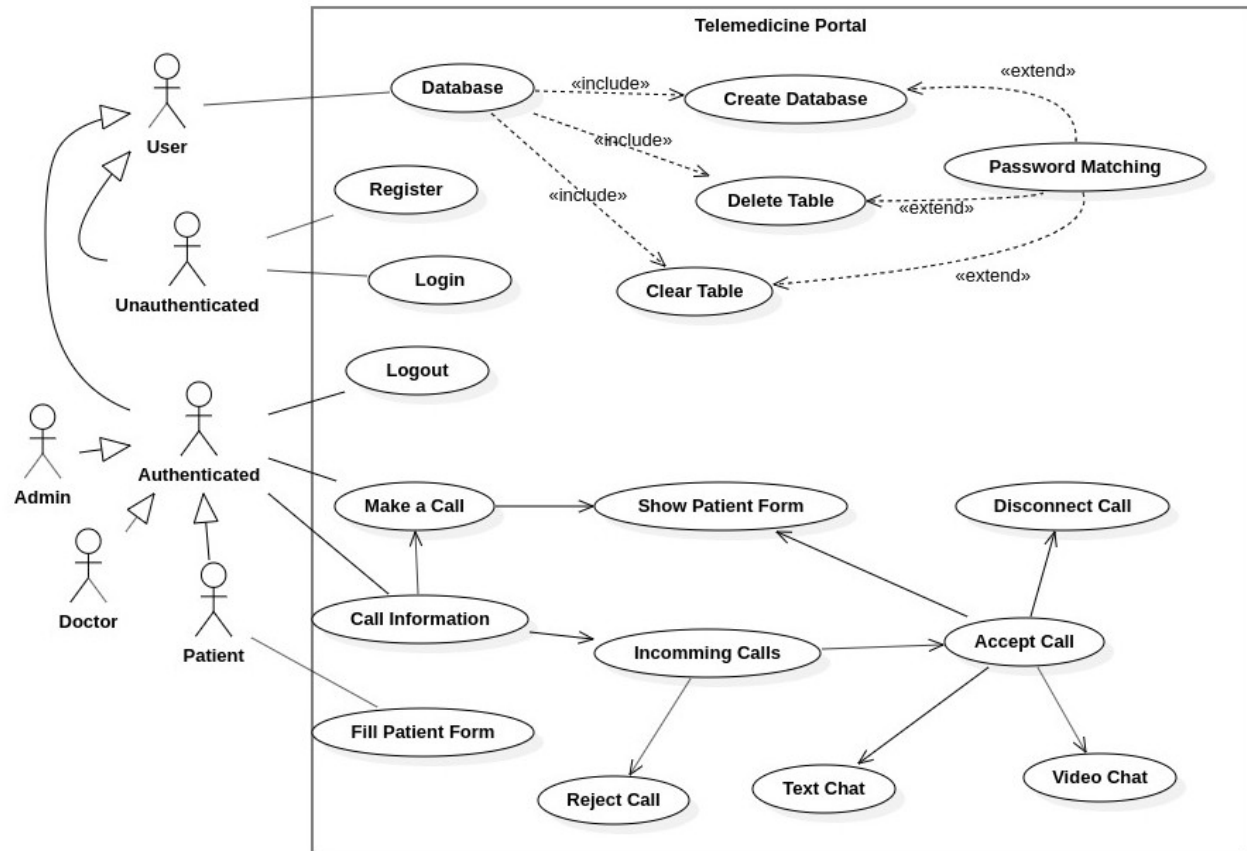 Telemedicine Portal
Database
«include»
Create Database
«extend»
User
«include»
Password Matching
Register
«include»
Delete Table
«extend»
Login
Clear Table
«extend»
Unauthenticated
Logout
Admin
Authenticated
Make a Call
Show Patient Form
Disconnect Call
Doctor
Call Information
Patient
Incomming Calls
Accept Call
Fill Patient Form
Reject Call
Text Chat
Video Chat